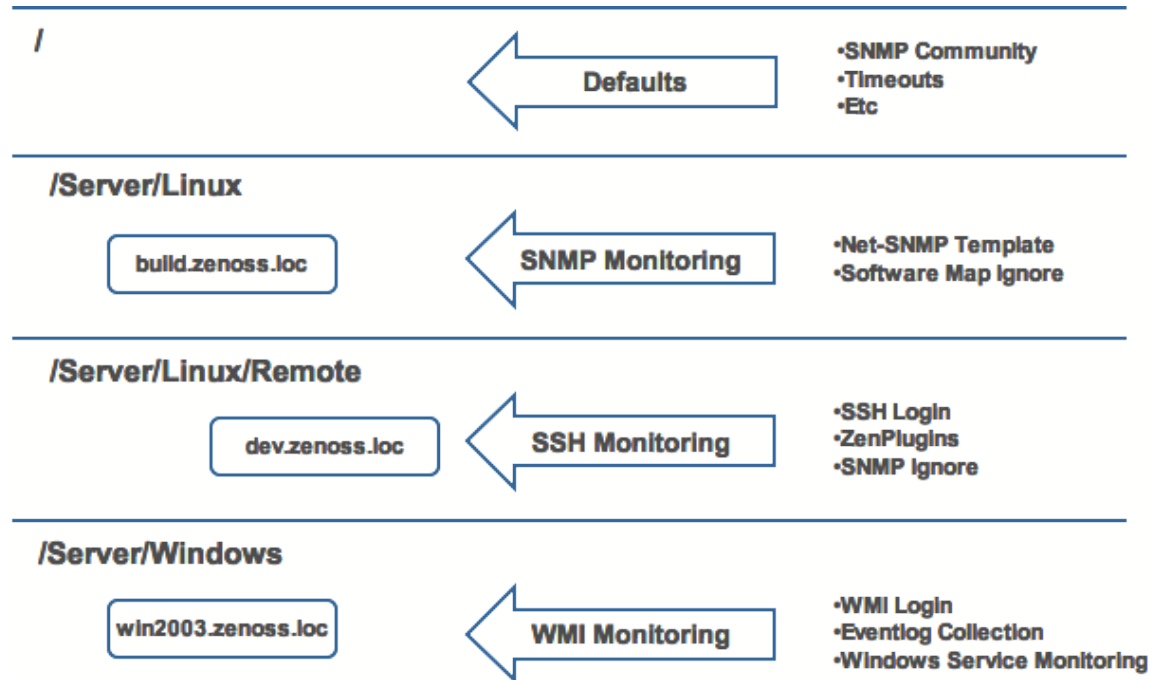 /
Defaults
•SNMP Community
•Timeouts
•Etc
/Server/Linux
build.zenoss.loc
SNMP Monitoring
•Net-SNMP Template
•Software Map Ignore
/Server/Linux/Remote
dev.zenoss.loc
SSH Monitoring
•SSH Login
•ZenPlugins
•SNMP Ignore
/Server/Windows
win2003.zenoss.loc
WMI Monitoring
•WMI Login
•Eventlog Collection
•Windows Service Monitoring